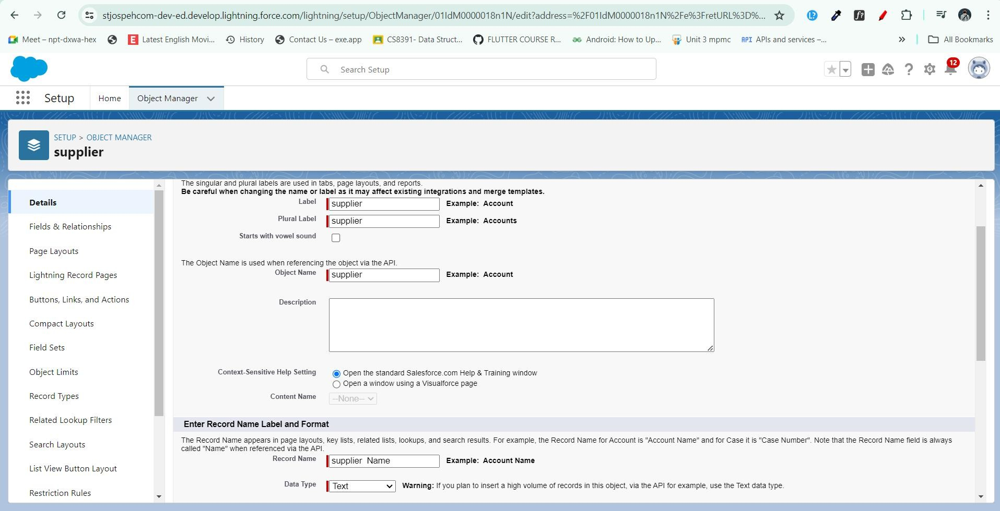 stjospehcom-dev-ed.develop.lightning.force.com/lightning/setup/ObjectManager/01IdM0000018n1N/edit?address=%2F01IdM0000018n1N%2Fe%3FretURL%3D%...
Meet – npt-dxwa-hex
Latest English Movi...
History
Contact Us – exe.app
CS8391- Data Struct...
FLUTTER COURSE R...
Android: How to Up...
Unit 3 mpmc
API APIs and services –...
All Bookmarks
Search Setup
12
Setup
Home
Object Manager
SETUP > OBJECT MANAGER
supplier
Details
Fields & Relationships
Page Layouts
Lightning Record Pages
Buttons, Links, and Actions
Compact Layouts
Field Sets
Object Limits
Record Types
Related Lookup Filters
Search Layouts
List View Button Layout
Restriction Rules
The singular and plural labels are used in tabs, page layouts, and reports.
Be careful when changing the name or label as it may affect existing integrations and merge templates.
Label supplier Example: Account
Plural Label supplier Example: Accounts
Starts with vowel sound
The Object Name is used when referencing the object via the API.
Object Name supplier Example: Account
Description
Context-Sensitive Help Setting Open the standard Salesforce.com Help & Training window
Open a window using a Visualforce page
Content Name --None--
Enter Record Name Label and Format
The Record Name appears in page layouts, key lists, related lists, lookups, and search results. For example, the Record Name for Account is "Account Name" and for Case it is "Case Number". Note that the Record Name field is always
called "Name" when referenced via the API.
Record Name supplier Name Example: Account Name
Data Type Text Warning: If you plan to insert a high volume of records in this object, via the API for example, use the Text data type.